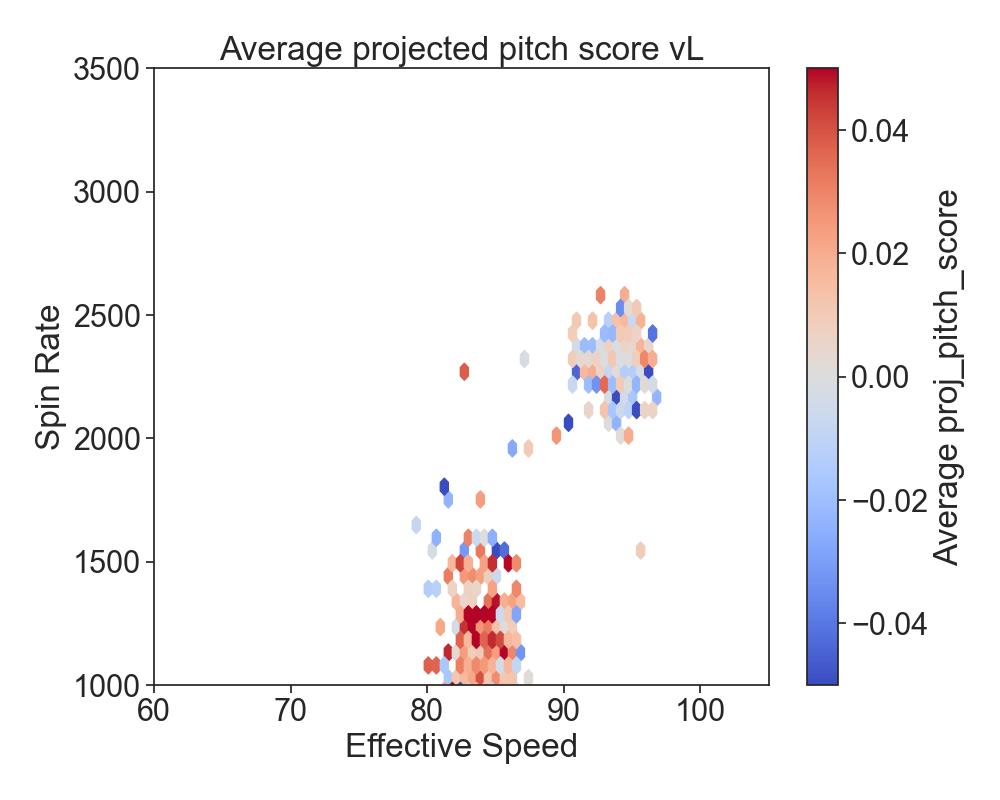 Average projected pitch score vL
3500
3000
2500
2000
1500
1000
Spin Rate
60 70 80 90 100
Effective Speed
0.04
0.02
0.00
−0.02
−0.04
Average proj_pitch_score